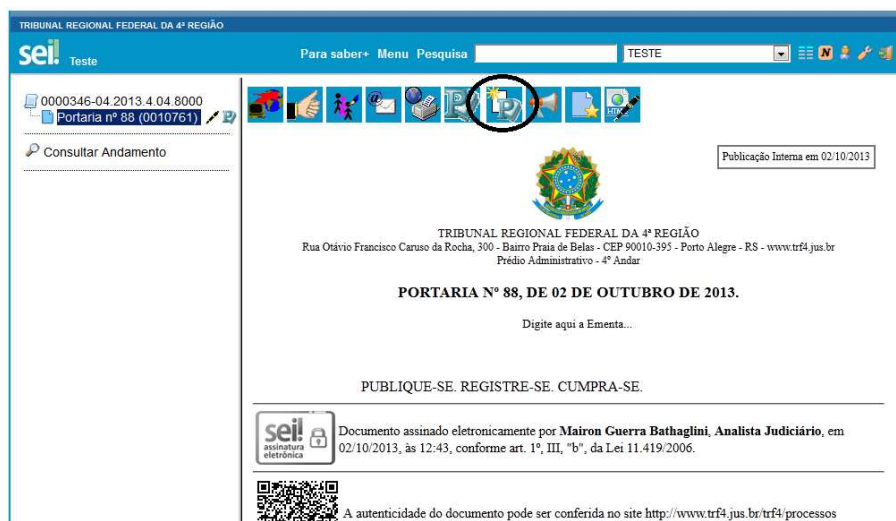 TRIBUNAL REGIONAL FEDERAL DA 4ª REGIÃO
sei! Teste
Para saber+ Menu Pesquisa
TESTE
N
0000346-04.2013.4.04.8000
Portaria nº 88 (0010761)
Consultar Andamento
Publicação Interna em 02/10/2013
TRIBUNAL REGIONAL FEDERAL DA 4ª REGIÃO
Rua Otávio Francisco Caruso da Rocha, 300 - Bairro Praia de Belas - CEP 90010-395 - Porto Alegre - RS - www.trf4.jus.br
Prédio Administrativo - 4º Andar
PORTARIA Nº 88, DE 02 DE OUTUBRO DE 2013.
Digite aqui a Ementa...
PUBLIQUE-SE. REGISTRE-SE. CUMPRA-SE.
sei!
assinatura
eletrônica
Documento assinado eletronicamente por Mairon Guerra Bathaglini, Analista Judiciário, em
02/10/2013, às 12:43, conforme art. 1º, III, "b", da Lei 11.419/2006.
A autenticidade do documento pode ser conferida no site http://www.trf4.jus.br/trf4/processos